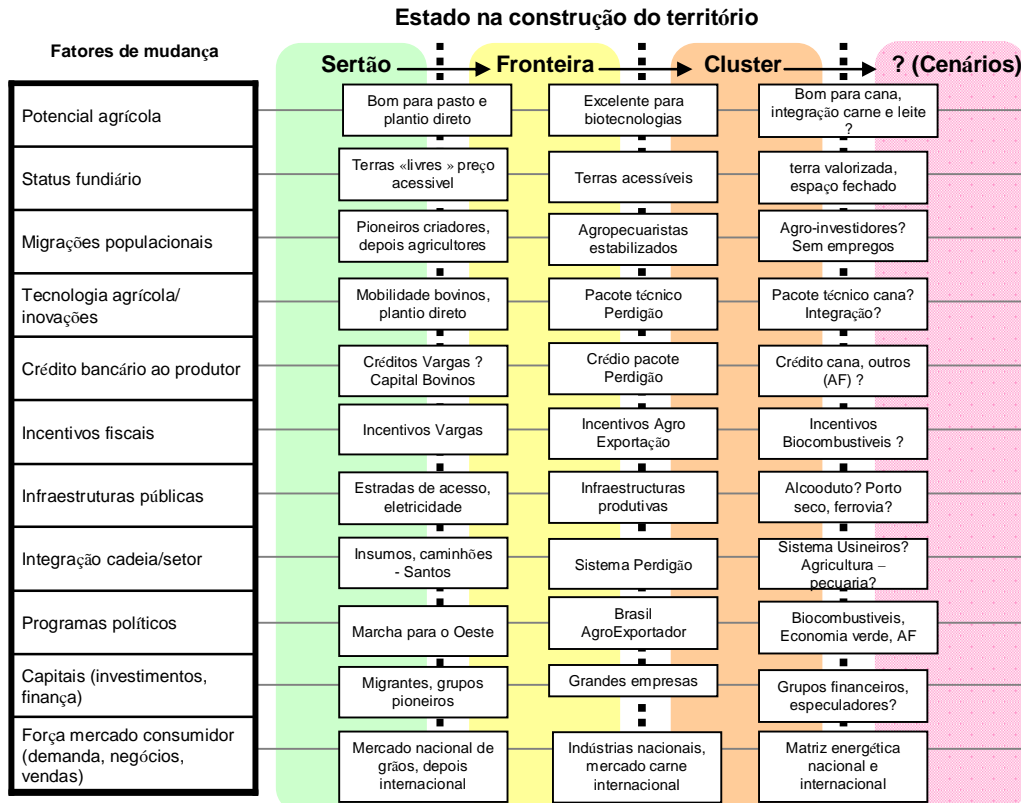 Estado na construção do território
Fatores de mudança
Sertão
Fronteira
Cluster
? (Cenários)
Potencial agrícola
Bom para pasto e
plantio direto
Excelente para
biotecnologias
Bom para cana,
integração carne e leite
?
Status fundiário
Terras «livres » preço
acessivel
Terras acessíveis
terra valorizada,
espaço fechado
Migrações populacionais
Pioneiros criadores,
depois agricultores
Agropecuaristas
estabilizados
Agro-investidores?
Sem empregos
Tecnologia agrícola/
inovações
Mobilidade bovinos,
plantio direto
Pacote técnico
Perdigão
Pacote técnico cana?
Integração?
Crédito bancário ao produtor
Créditos Vargas ?
Capital Bovinos
Crédio pacote
Perdigão
Crédito cana, outros
(AF) ?
Incentivos fiscais
Incentivos Vargas
Incentivos Agro
Exportação
Incentivos
Biocombustiveis ?
Infraestruturas públicas
Estradas de acesso,
eletricidade
Infraestructuras
produtivas
Alcooduto? Porto
seco, ferrovia?
Integração cadeia/setor
Insumos, caminhões
- Santos
Sistema Perdigão
Sistema Usineiros?
Agricultura –
pecuaria?
Programas políticos
Marcha para o Oeste
Brasil
AgroExportador
Biocombustiveis,
Economia verde, AF
Capitais (investimentos,
finança)
Migrantes, grupos
pioneiros
Grandes empresas
Grupos financeiros,
especuladores?
Força mercado consumidor
(demanda, negócios,
vendas)
Mercado nacional de
grãos, depois
internacional
Indústrias nacionais,
mercado carne
internacional
Matriz energética
nacional e
internacional